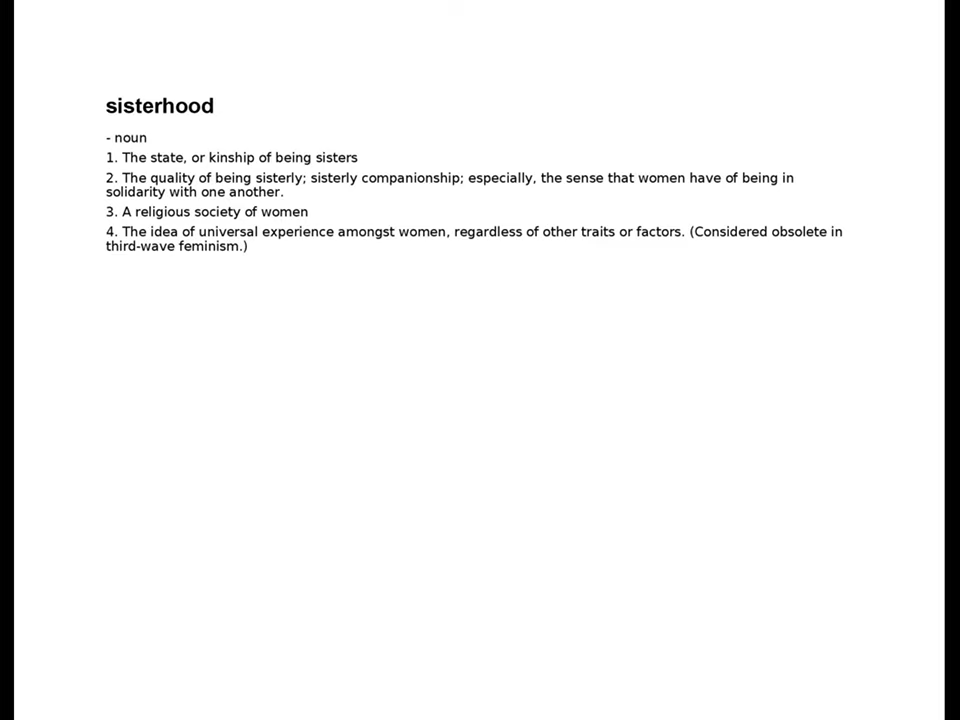 sisterhood
- noun
1. The state, or kinship of being sisters
2. The quality of being sisterly; sisterly companionship; especially, the sense that women have of being in
solidarity with one another.
3. A religious society of women
4. The idea of universal experience amongst women, regardless of other traits or factors. (Considered obsolete in
third-wave feminism.)